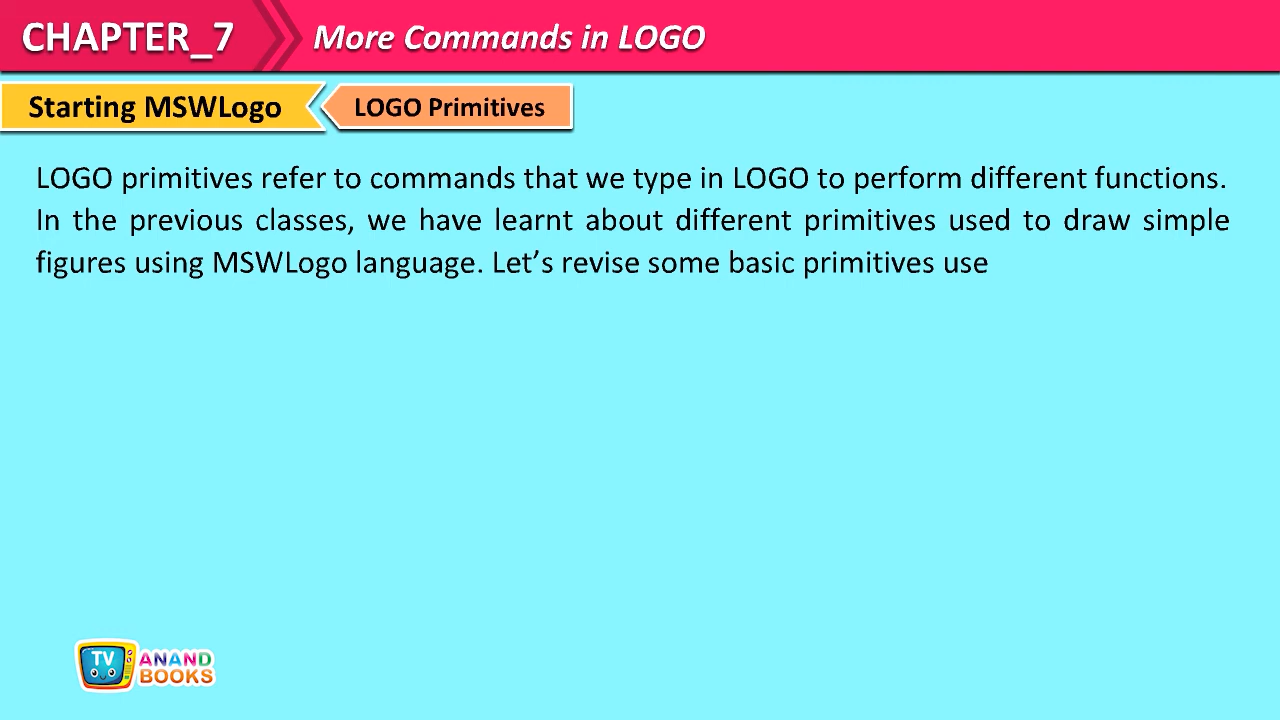 CHAPTER_7
More Commands in LOGO
Starting MSWLogo
LOGO Primitives
LOGO primitives refer to commands that we type in LOGO to perform different functions.
In the previous classes, we have learnt about different primitives used to draw simple
figures using MSWLogo language. Let’s revise some basic primitives use
TV
ANAND
BOOKS